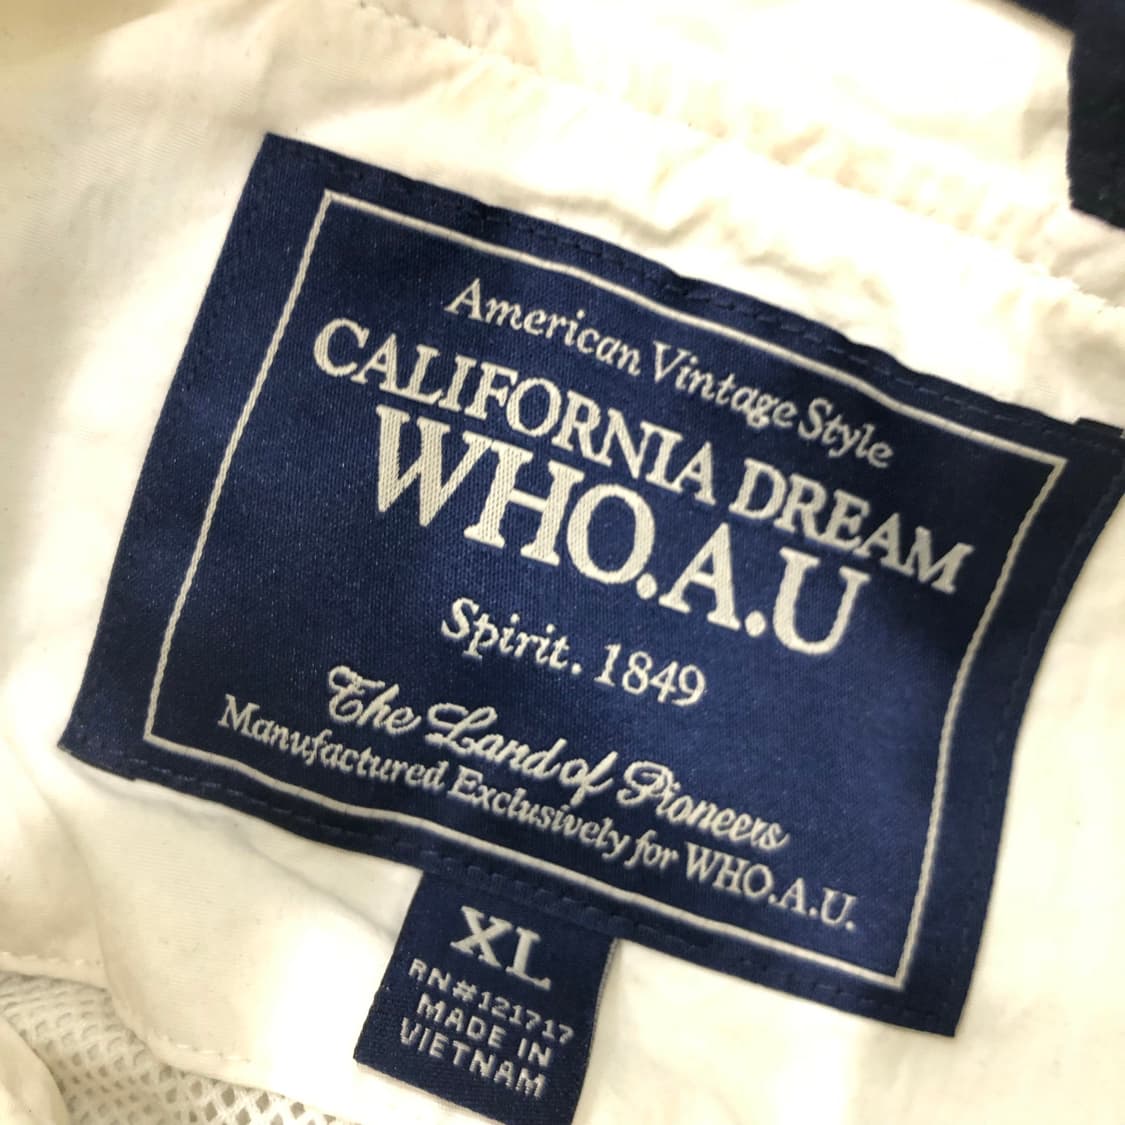 American Vintage Style
CALIFORNIA DREAM
WHO.A.U
Spirit. 1849
The Land of Pioneers
Manufactured Exclusively for WHO.A.U.
XL
RN#121717
MADE IN
VIETNAM